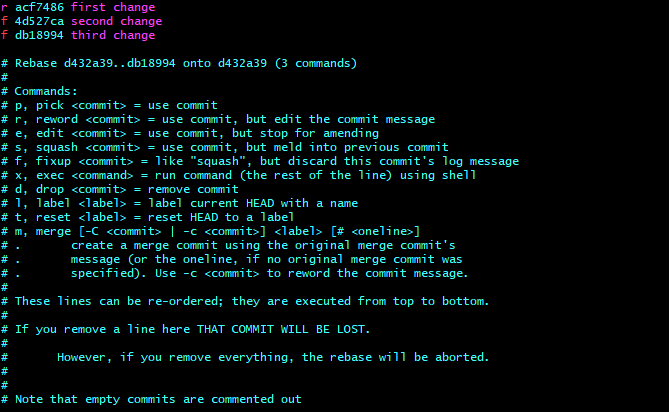 r acf7486 first change
f 4d527ca second change
f db18994 third change

# Rebase d432a39..db18994 onto d432a39 (3 commands)
#
# Commands:
# p, pick <commit> = use commit
# r, reword <commit> = use commit, but edit the commit message
# e, edit <commit> = use commit, but stop for amending
# s, squash <commit> = use commit, but meld into previous commit
# f, fixup <commit> = like "squash", but discard this commit's log message
# x, exec <command> = run command (the rest of the line) using shell
# d, drop <commit> = remove commit
# l, label <label> = label current HEAD with a name
# t, reset <label> = reset HEAD to a label
# m, merge [-C <commit> | -c <commit>] <label> [# <oneline>]
# .       create a merge commit using the original merge commit's
# .       message (or the oneline, if no original merge commit was
# .       specified). Use -c <commit> to reword the commit message.
#
# These lines can be re-ordered; they are executed from top to bottom.
#
# If you remove a line here THAT COMMIT WILL BE LOST.
#
#       However, if you remove everything, the rebase will be aborted.
#
#
# Note that empty commits are commented out